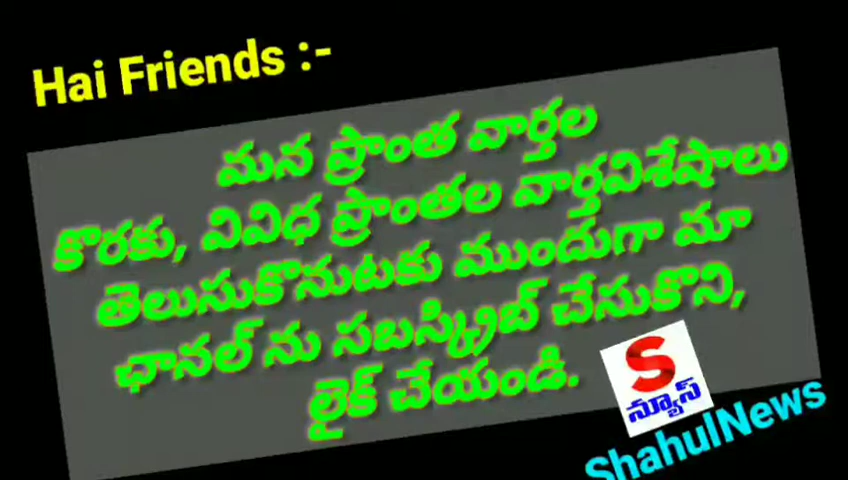 Hai Friends :-
మన ప్రాంత వార్తల
కొరకు, వివిధ ప్రాంతల వార్తవిశేషాలు
తెలుసుకొనుటకు ముందుగా మా
ఛానల్ ను సబస్క్రిబ్ చేసుకొని,
లైక్ చేయండి.
S
న్యూస్
ShahulNews